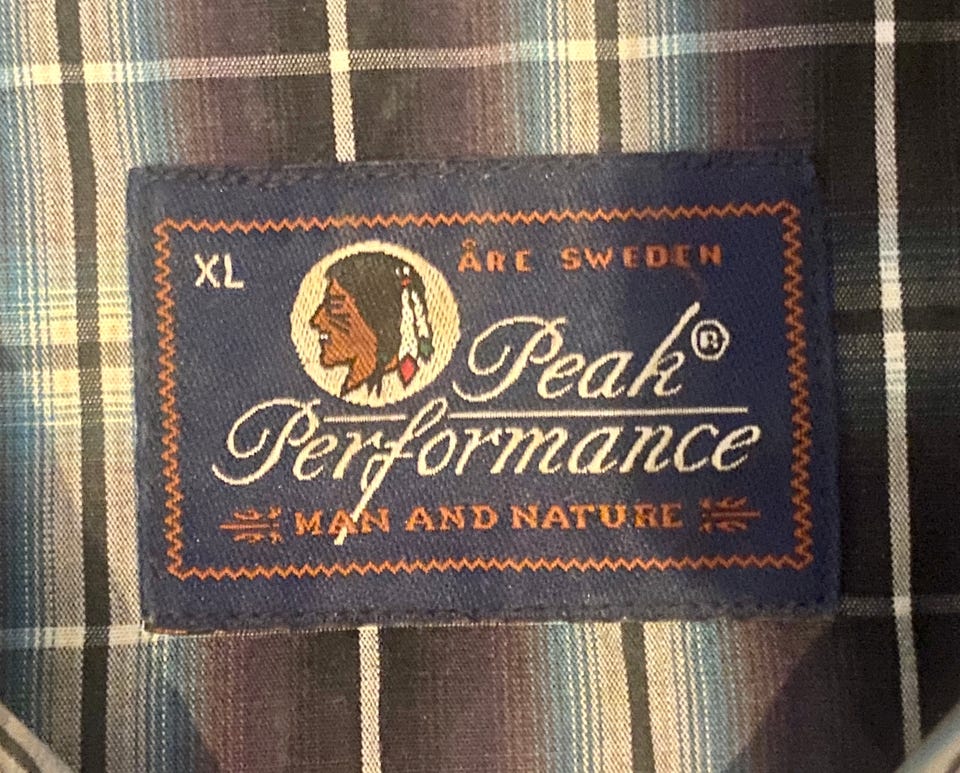 XL
ÅRE SWEDEN
Peak®
Performance
MAN AND NATURE